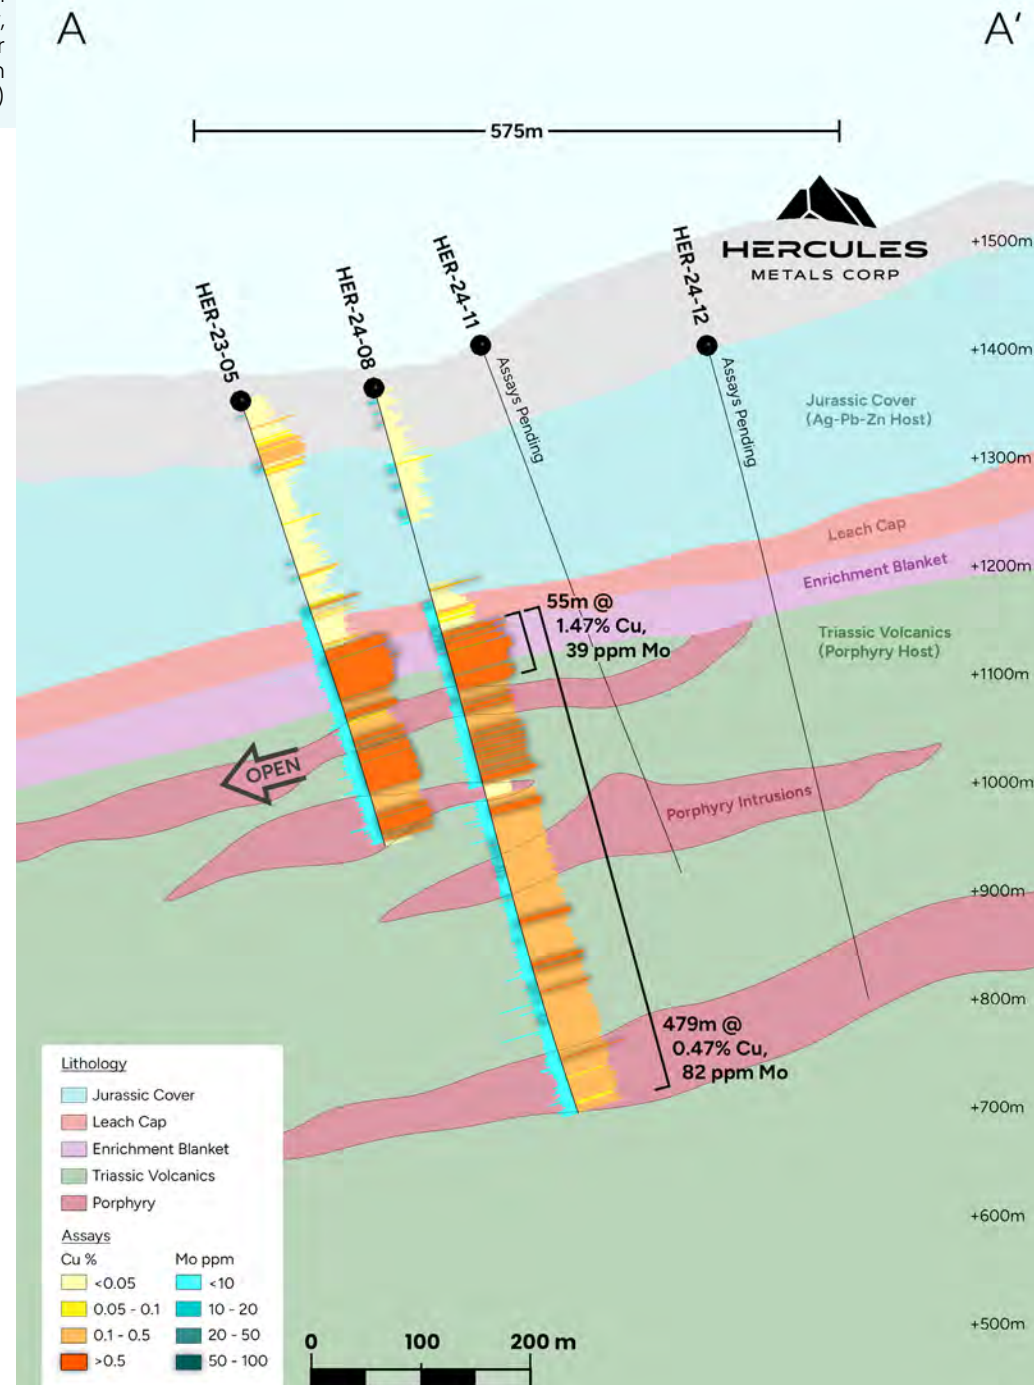 A
A'
575m
HERCULES
METALS CORP
+1500m
HER-23-05
HER-24-08
HER-24-11
HER-24-12
+1400m
Assays Pending
Assays Pending
Jurassic Cover
(Ag-Pb-Zn Host)
+1300m
Leach Cap
Enrichment Blanket
+1200m
55m @
1.47% Cu,
39 ppm Mo
Triassic Volcanics
(Porphyry Host)
+1100m
OPEN
+1000m
Porphyry Intrusions
+900m
+800m
479m @
0.47% Cu,
82 ppm Mo
+700m
+600m
+500m
Lithology
Jurassic Cover
Leach Cap
Enrichment Blanket
Triassic Volcanics
Porphyry
Assays
Cu %
Mo ppm
<0.05
<10
0.05 - 0.1
10 - 20
0.1 - 0.5
20 - 50
>0.5
50 - 100
0 100 200 m